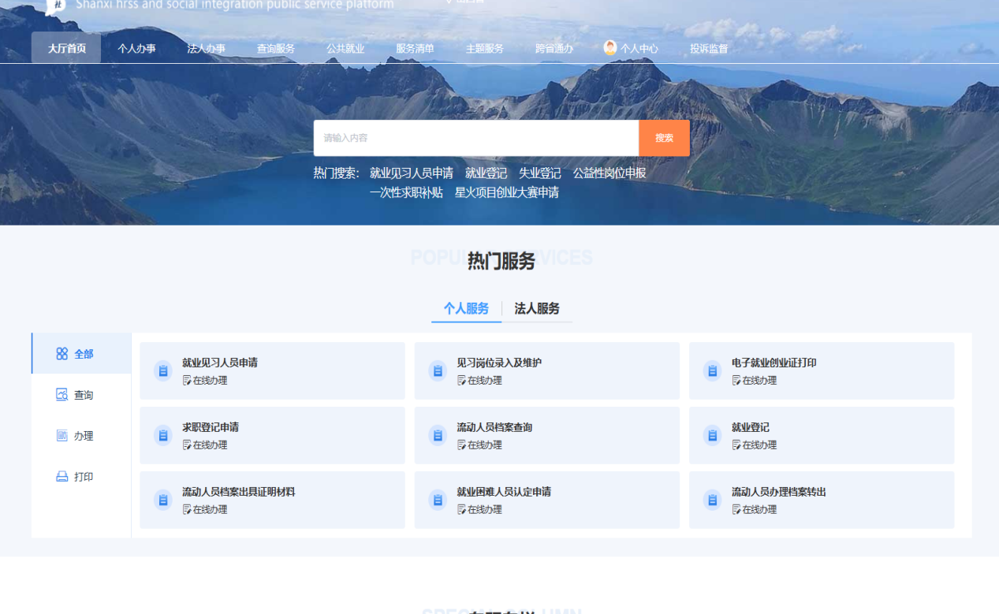 Shanxi hrss and social integration public service platform
大厅首页 个人办事 法人办事 查询服务 公共就业 服务清单 主题服务 跨省通办 个人中心 投诉监督
请输入内容 搜索
热门搜索： 就业见习人员申请 就业登记 失业登记 公益性岗位申报
一次性求职补贴 星火项目创业大赛申请
热门服务
个人服务 法人服务
全部
查询
办理
打印
就业见习人员申请
在线办理
见习岗位录入及维护
在线办理
电子就业创业证打印
在线办理
求职登记申请
在线办理
流动人员档案查询
在线办理
就业登记
在线办理
流动人员档案出具证明材料
在线办理
就业困难人员认定申请
在线办理
流动人员办理档案转出
在线办理